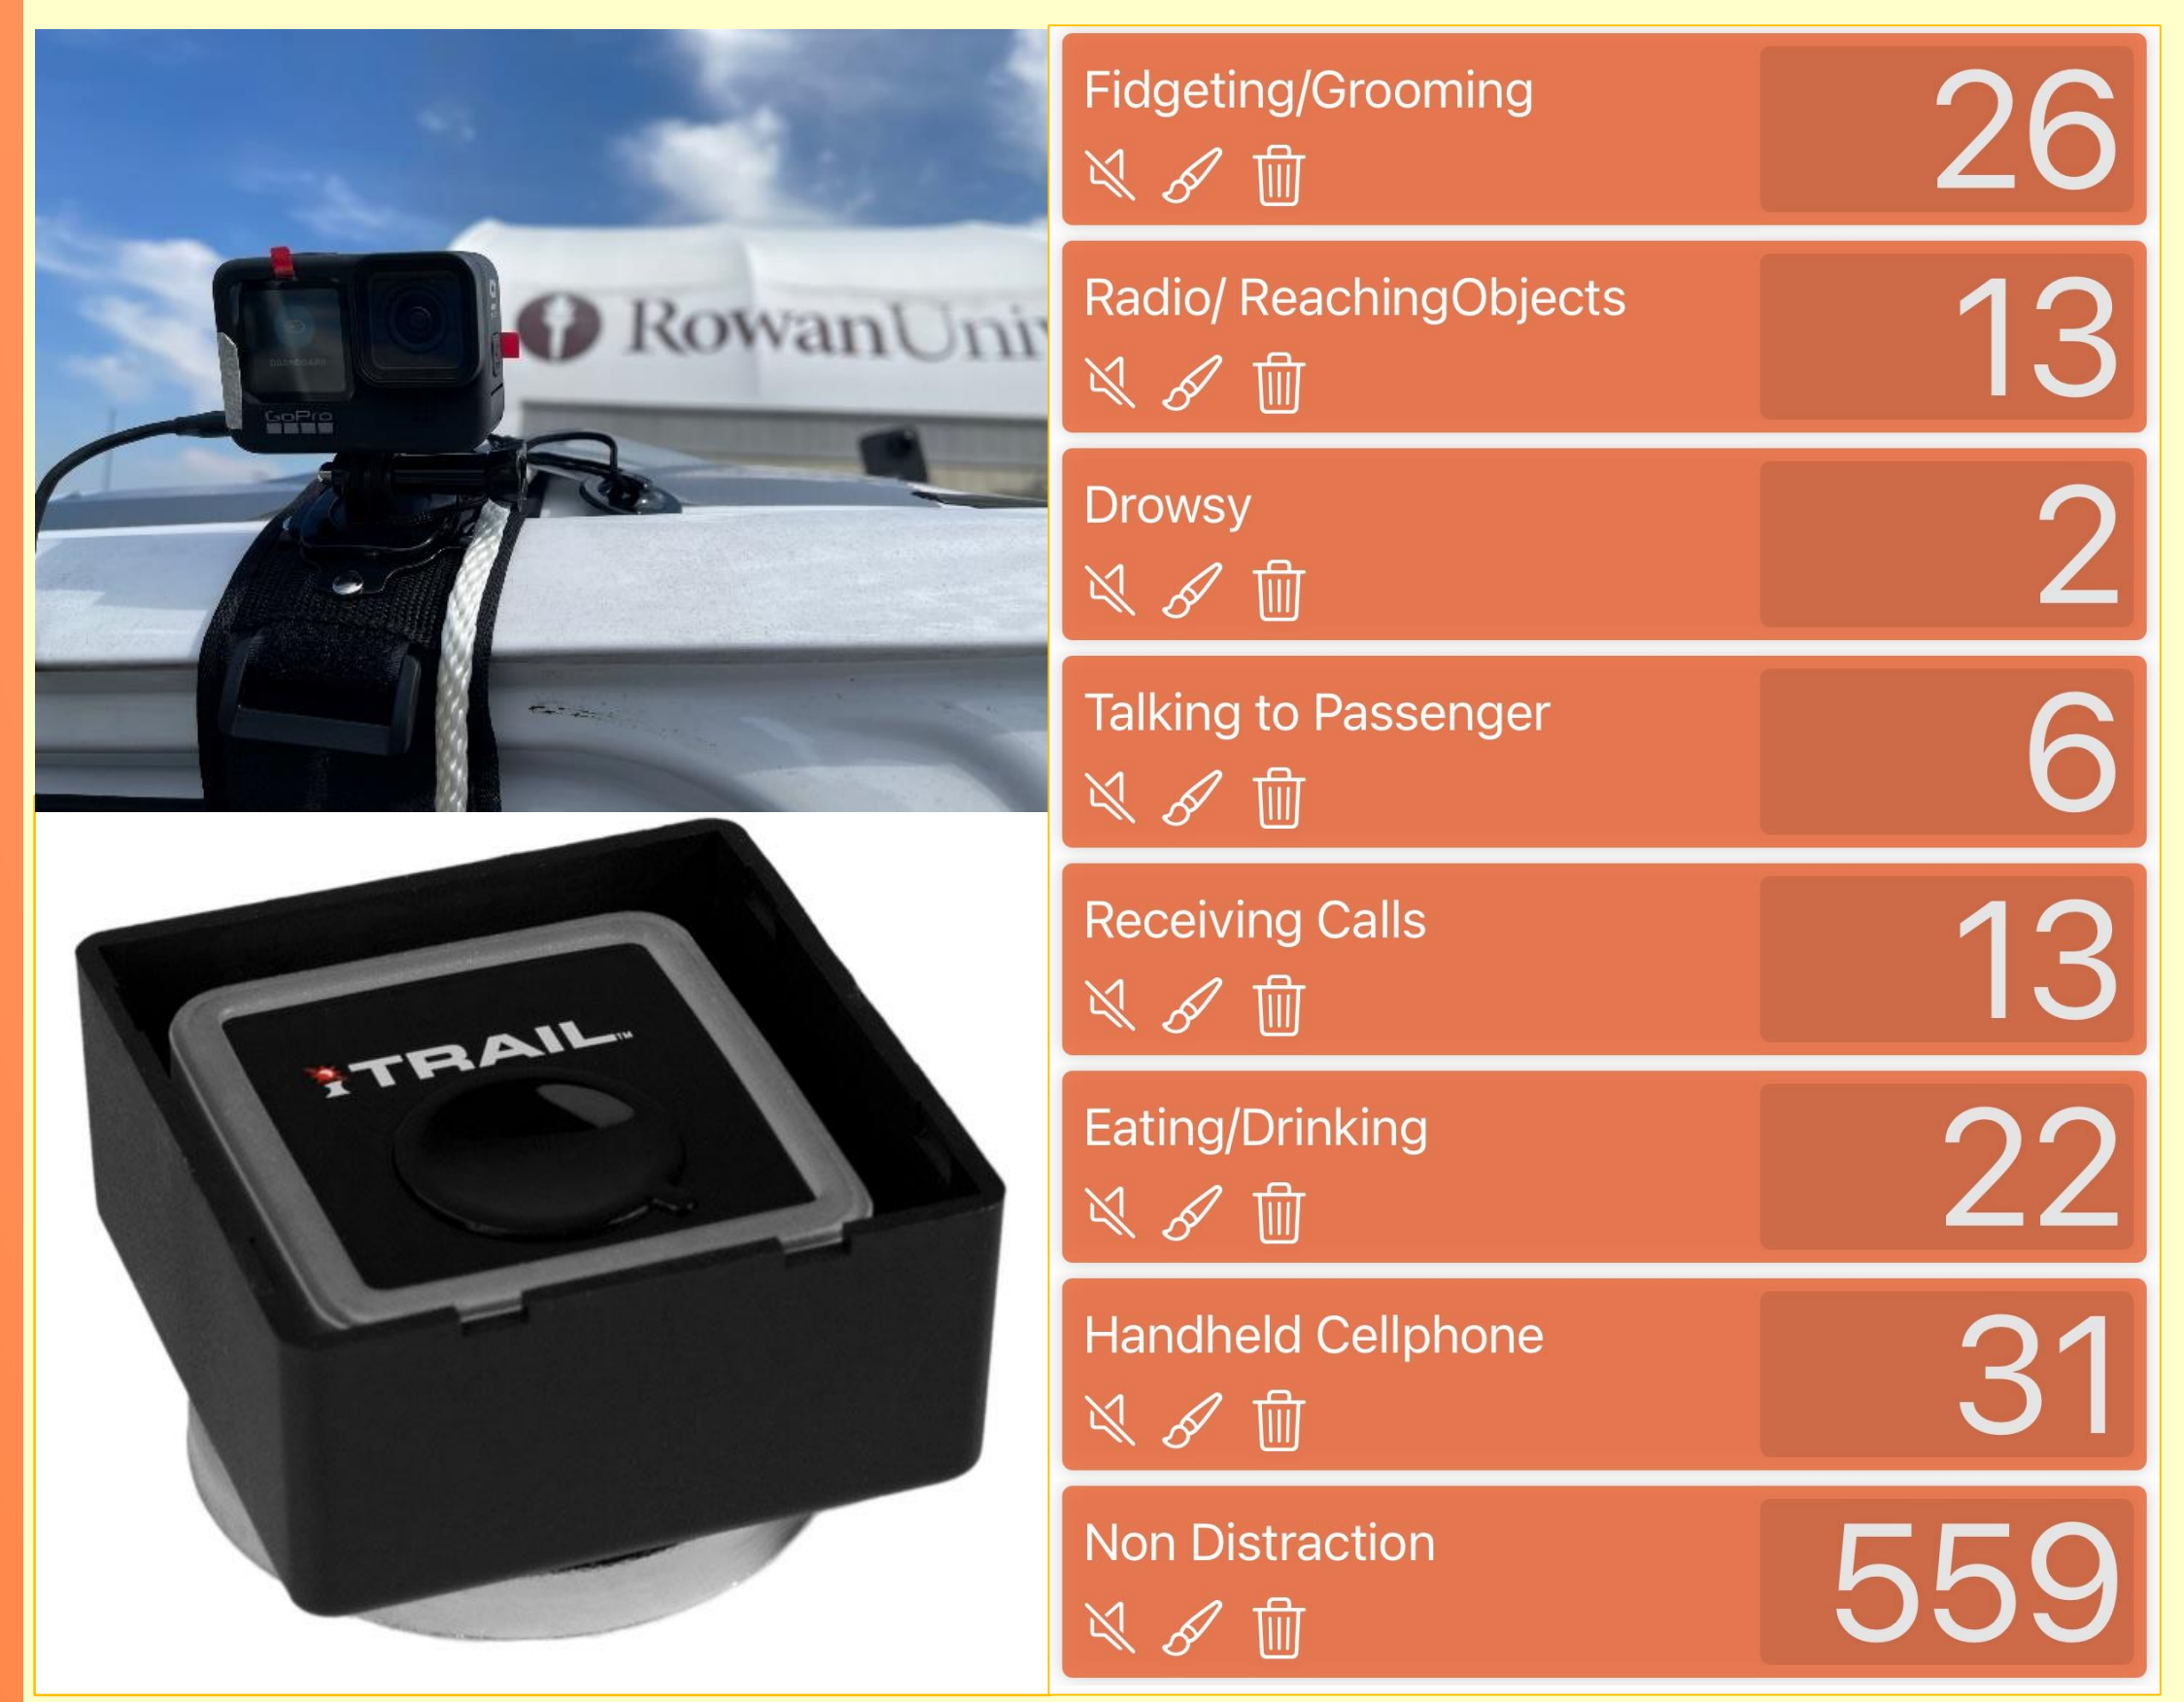 GoPro
RowanUni
iTRAIL™
Fidgeting/Grooming
26
Radio/ ReachingObjects
13
Drowsy
2
Talking to Passenger
6
Receiving Calls
13
Eating/Drinking
22
Handheld Cellphone
31
Non Distraction
559